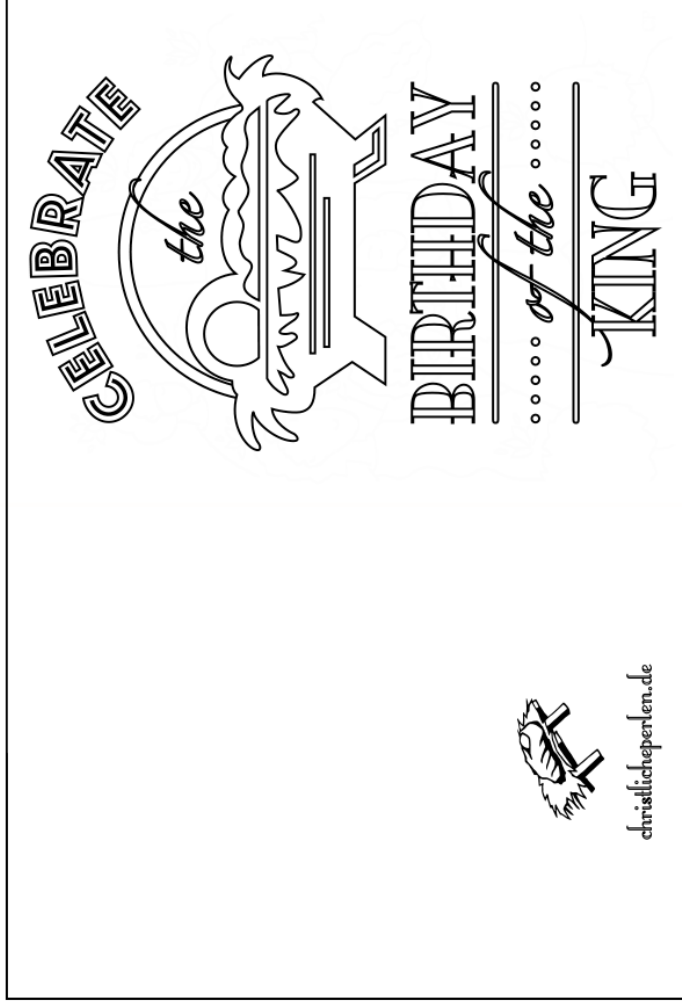 CELEBRATE
the
BIRTHDAY
of the
KING
christlicheperlen.de